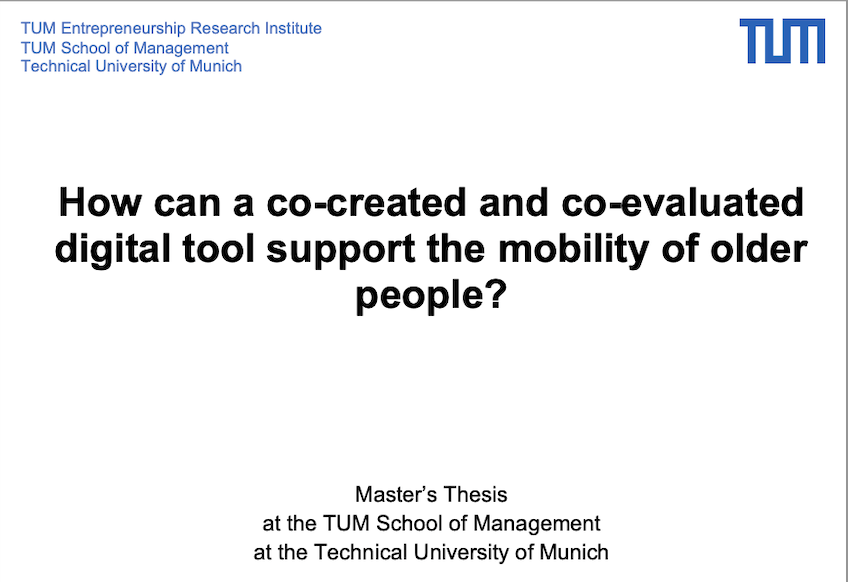 TUM Entrepreneurship Research Institute
TUM School of Management
Technical University of Munich
TUM
How can a co-created and co-evaluated
digital tool support the mobility of older
people?
Master’s Thesis
at the TUM School of Management
at the Technical University of Munich